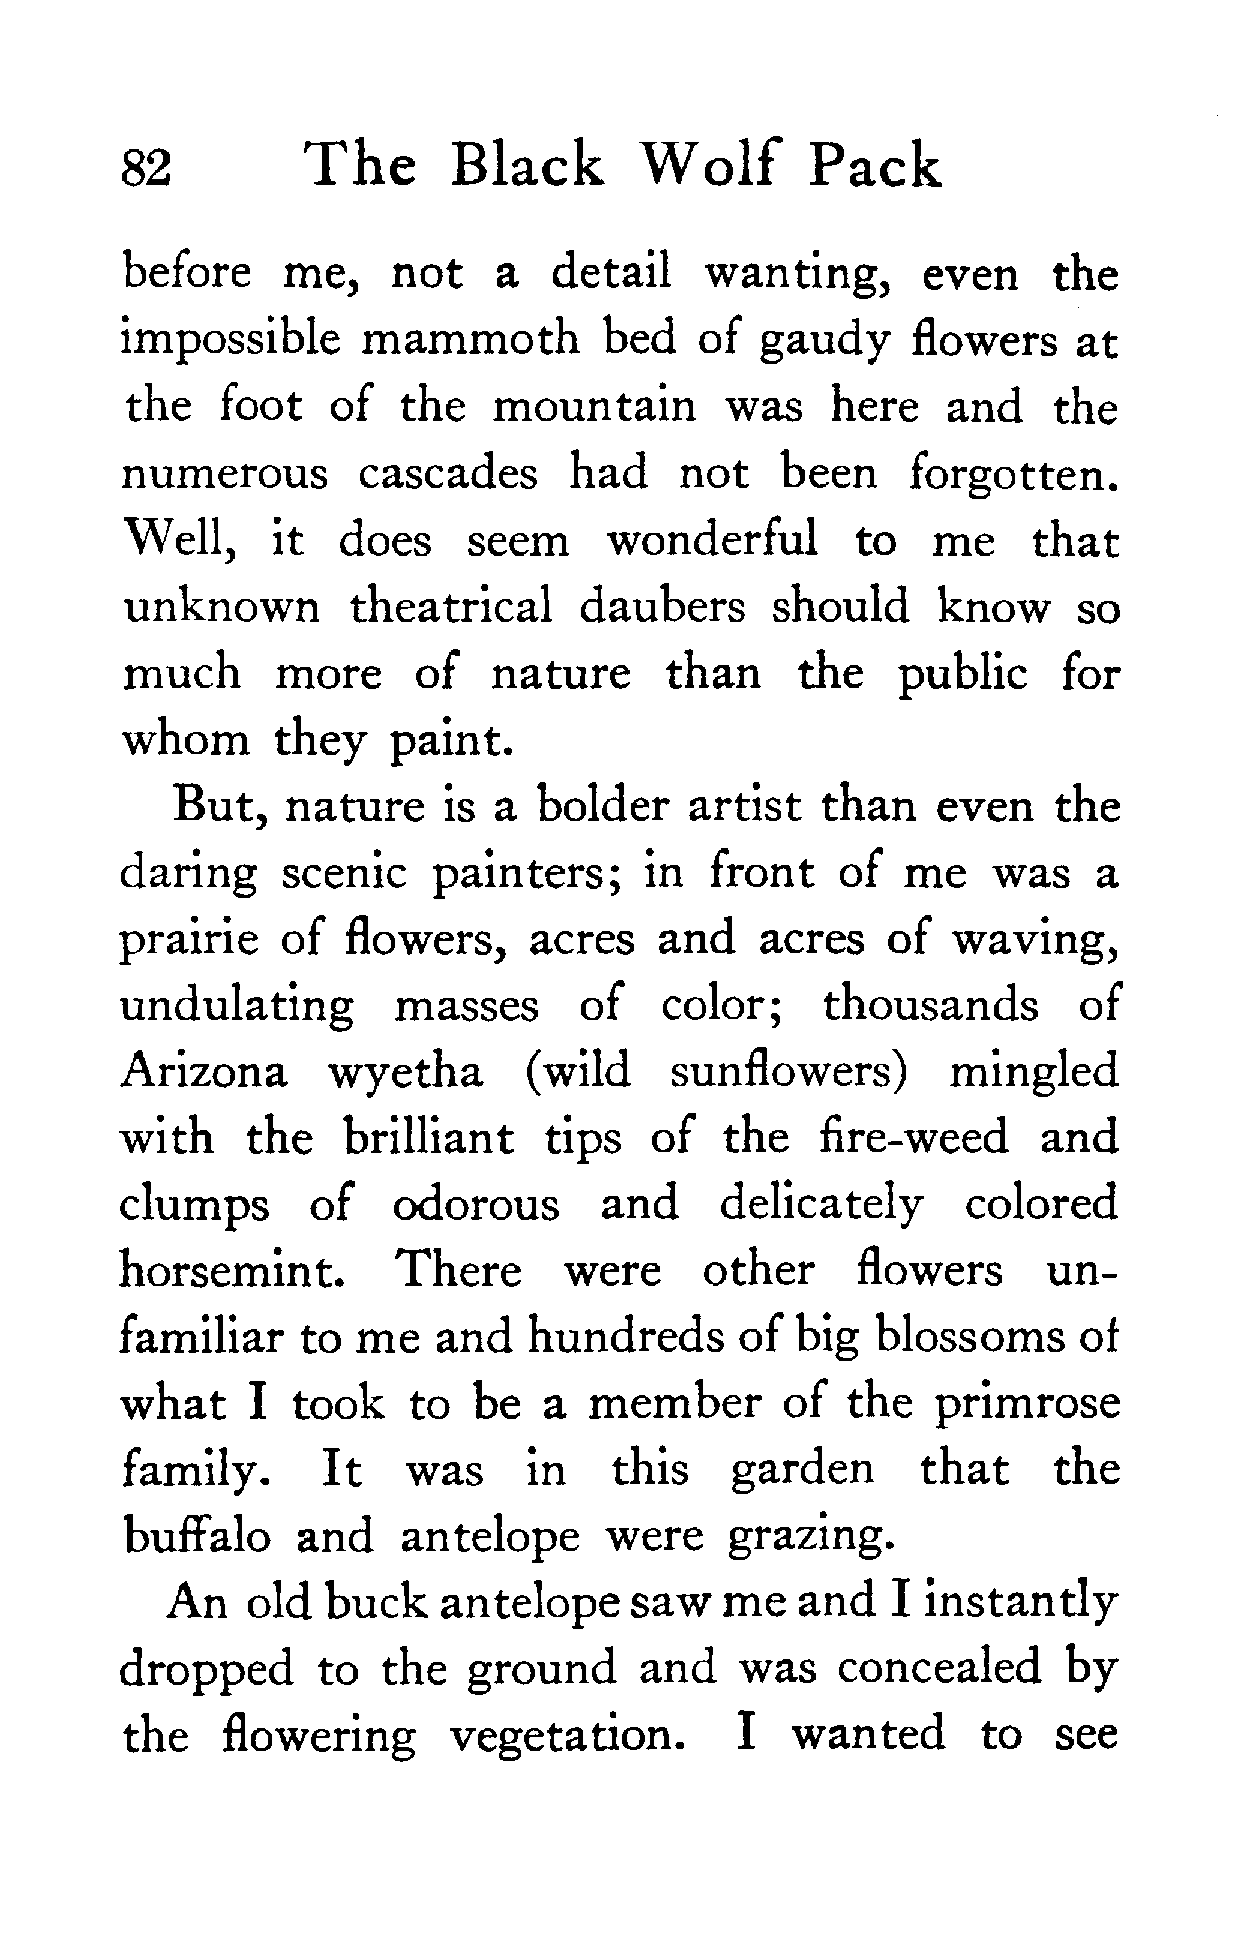 82 The Black Wolf Pack
before me, not a detail wanting, even the
impossible mammoth bed of gaudy flowers at
the foot of the mountain was here and the
numerous cascades had not been forgotten.
Well, it does seem wonderful to me that
unknown theatrical daubers should know so
much more of nature than the public for
whom they paint.
But, nature is a bolder artist than even the
daring scenic painters; in front of me was a
prairie of flowers, acres and acres of waving,
undulating masses of color; thousands of
Arizona wyetha (wild sunflowers) mingled
with the brilliant tips of the fire-weed and
clumps of odorous and delicately colored
horsemint. There were other flowers un-
familiar to me and hundreds of big blossoms of
what I took to be a member of the primrose
family. It was in this garden that the
buffalo and antelope were grazing.
An old buck antelope saw me and I instantly
dropped to the ground and was concealed by
the flowering vegetation. I wanted to see